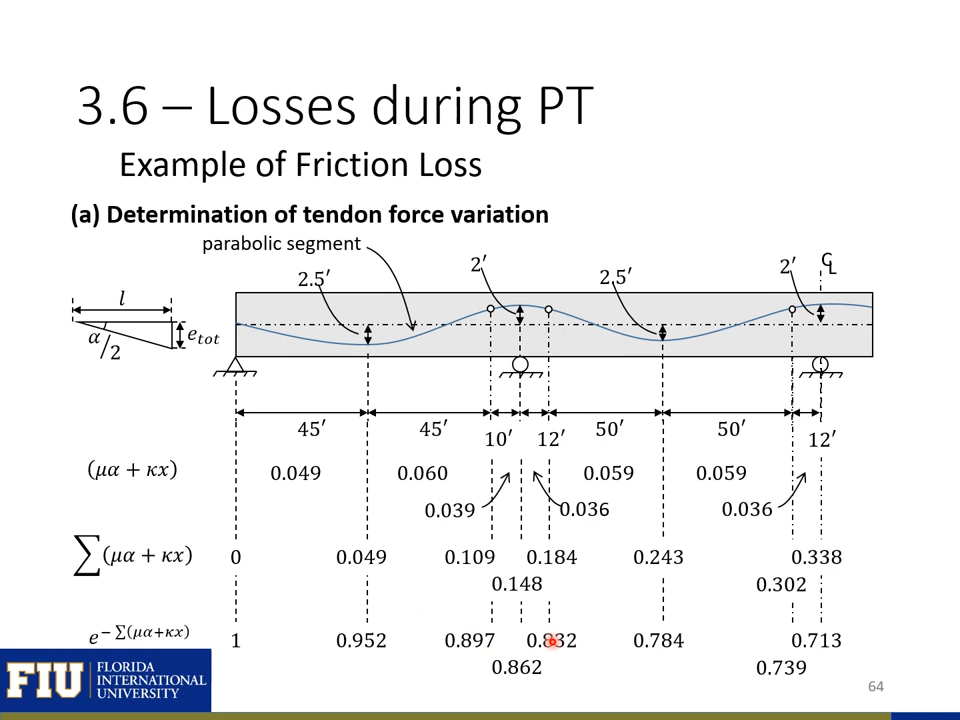 3.6 – Losses during PT
Example of Friction Loss
(a) Determination of tendon force variation
parabolic segment
2.5′ 2′ 2.5′ 2′ ℄
l
α/2 e_tot
45′ 45′ 10′ 12′ 50′ 50′ 12′
(μα + κx) 0.049 0.060 0.059 0.059
0.039 0.036 0.036
∑(μα + κx) 0 0.049 0.109 0.184 0.243 0.338
0.148 0.302
e^−∑(μα+κx) 1 0.952 0.897 0.832 0.784 0.713
0.862 0.739
FIU FLORIDA
INTERNATIONAL
UNIVERSITY
64